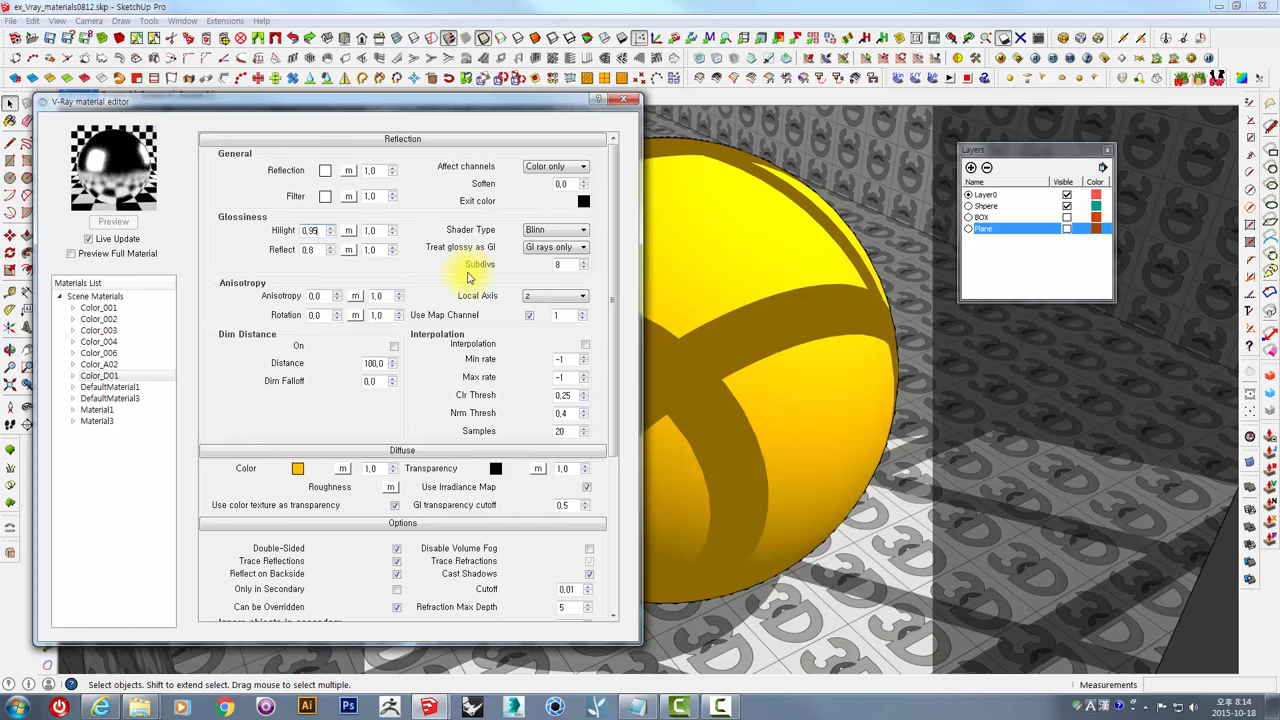 ex_Vray_materials0812.skp - SketchUp Pro
File Edit View Camera Draw Tools Window Extensions Help
V-Ray material editor
Preview
Live Update
Preview Full Material
Materials List
Scene Materials
Color_001
Color_002
Color_003
Color_004
Color_006
Color_A02
Color_D01
DefaultMaterial1
DefaultMaterial3
Material1
Material3
Reflection
General
Reflection m 1,0 Affect channels Color only
Soften 0,0
Filter m 1,0 Exit color
Glossiness
Hilight 0,95 m 1,0 Shader Type Blinn
Reflect 0,8 m 1,0 Treat glossy as GI GI rays only
Subdivs 8
Anisotropy
Anisotropy 0,0 m 1,0 Local Axis z
Rotation 0,0 m 1,0 Use Map Channel 1
Dim Distance Interpolation
On Interpolation
Distance 100,0 Min rate -1
Dim Falloff 0,0 Max rate -1
Clr Thresh 0,25
Nrm Thresh 0,4
Samples 20
Diffuse
Color m 1,0 Transparency m 1,0
Roughness m Use Irradiance Map
Use color texture as transparency GI transparency cutoff 0,5
Options
Double-Sided Disable Volume Fog
Trace Reflections Trace Refractions
Reflect on Backside Cast Shadows
Only in Secondary Cutoff 0,01
Can be Overridden Refraction Max Depth 5
Layers
Name Visible Color
Layer0
Shpere
BOX
Plane
Select objects. Shift to extend select. Drag mouse to select multiple.
Measurements
오후 8:14
2015-10-18